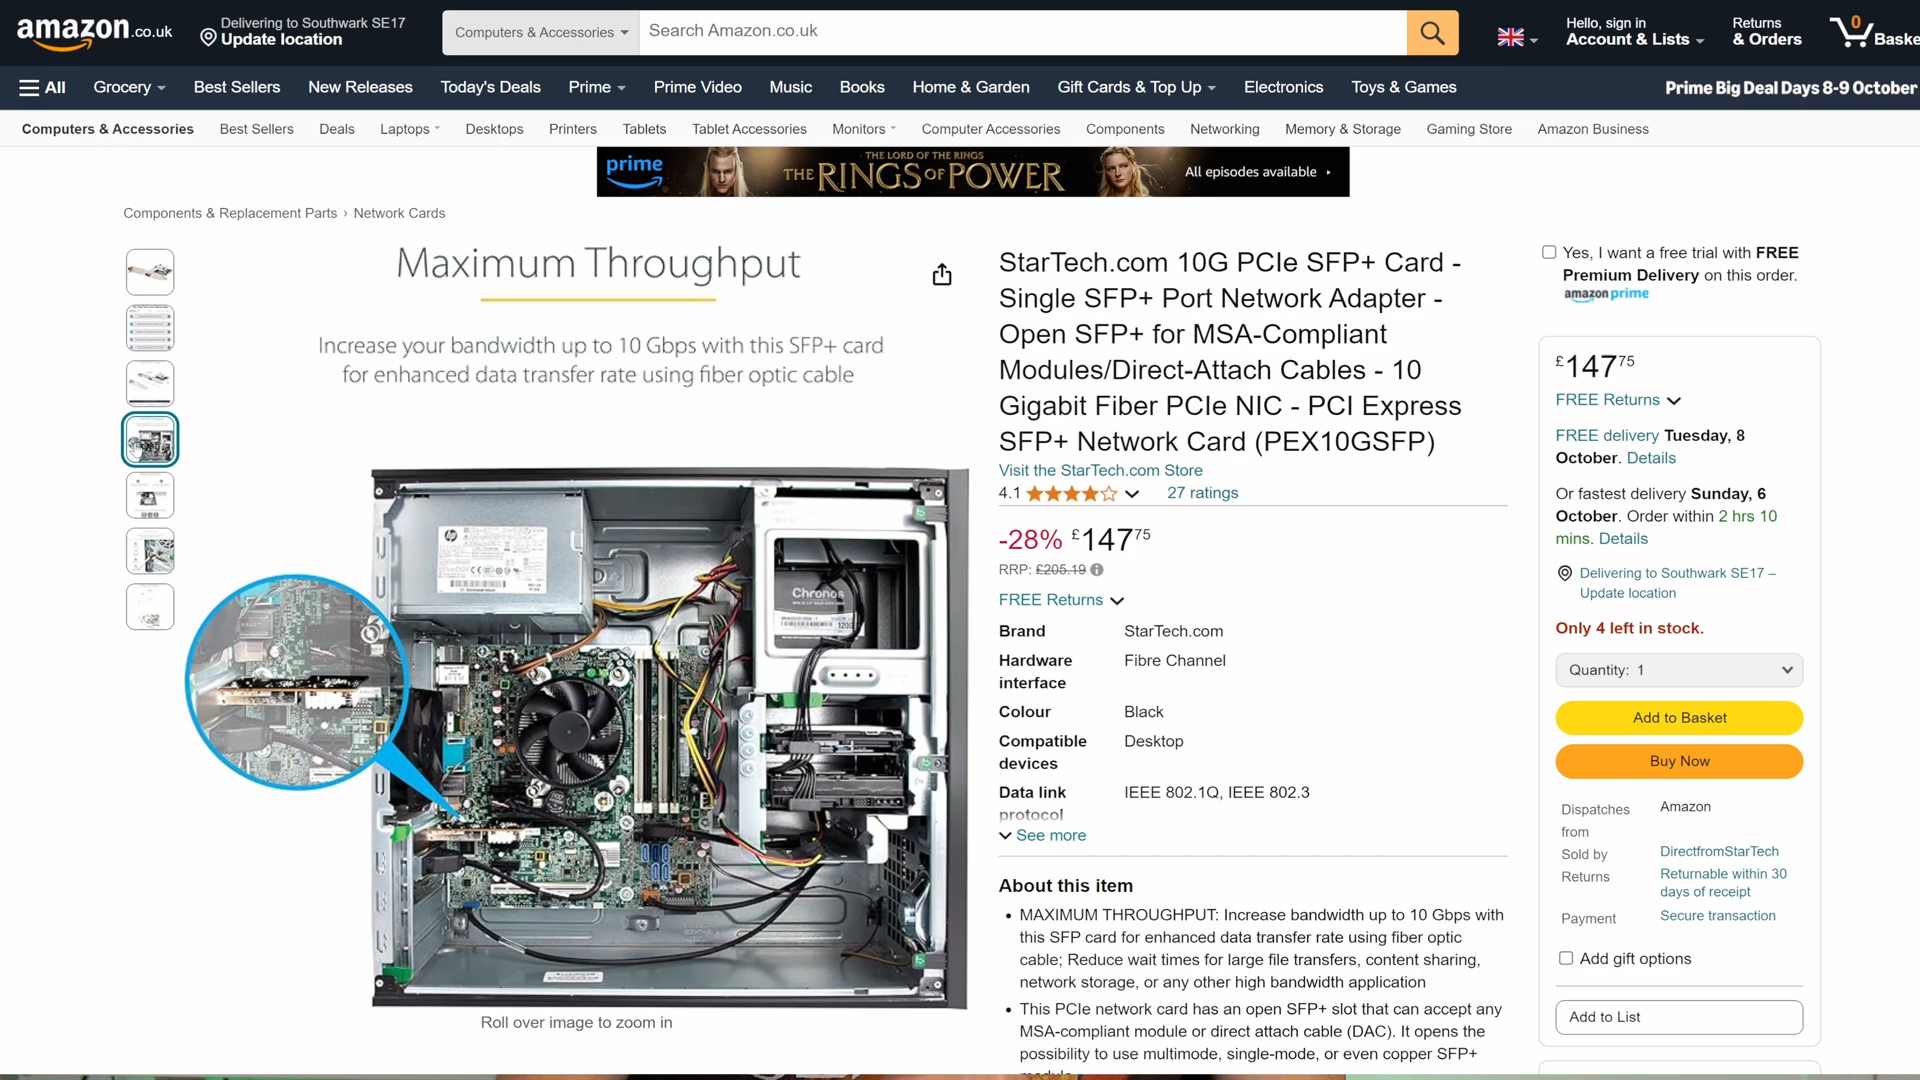 amazon.co.uk
Delivering to Southwark SE17
Update location
Computers & Accessories
Search Amazon.co.uk
Hello, sign in
Account & Lists
Returns
& Orders
0
Baske
All
Grocery
Best Sellers
New Releases
Today's Deals
Prime
Prime Video
Music
Books
Home & Garden
Gift Cards & Top Up
Electronics
Toys & Games
Prime Big Deal Days 8-9 October
Computers & Accessories
Best Sellers
Deals
Laptops
Desktops
Printers
Tablets
Tablet Accessories
Monitors
Computer Accessories
Components
Networking
Memory & Storage
Gaming Store
Amazon Business
prime
THE LORD OF THE RINGS
THE RINGS OF POWER
All episodes available
Components & Replacement Parts › Network Cards
Maximum Throughput
Increase your bandwidth up to 10 Gbps with this SFP+ card
for enhanced data transfer rate using fiber optic cable
hp
Chronos
Roll over image to zoom in
StarTech.com 10G PCIe SFP+ Card -
Single SFP+ Port Network Adapter -
Open SFP+ for MSA-Compliant
Modules/Direct-Attach Cables - 10
Gigabit Fiber PCIe NIC - PCI Express
SFP+ Network Card (PEX10GSFP)
Visit the StarTech.com Store
4.1
27 ratings
-28% £147 75
RRP: £205.19
FREE Returns
Brand StarTech.com
Hardware Fibre Channel
interface
Colour Black
Compatible Desktop
devices
Data link IEEE 802.1Q, IEEE 802.3
protocol
See more
About this item
• MAXIMUM THROUGHPUT: Increase bandwidth up to 10 Gbps with
this SFP card for enhanced data transfer rate using fiber optic
cable; Reduce wait times for large file transfers, content sharing,
network storage, or any other high bandwidth application
• This PCIe network card has an open SFP+ slot that can accept any
MSA-compliant module or direct attach cable (DAC). It opens the
possibility to use multimode, single-mode, or even copper SFP+
Yes, I want a free trial with FREE
Premium Delivery on this order.
amazon prime
£147 75
FREE Returns
FREE delivery Tuesday, 8
October. Details
Or fastest delivery Sunday, 6
October. Order within 2 hrs 10
mins. Details
Delivering to Southwark SE17 –
Update location
Only 4 left in stock.
Quantity: 1
Add to Basket
Buy Now
Dispatches Amazon
from
Sold by DirectfromStarTech
Returns Returnable within 30
days of receipt
Payment Secure transaction
Add gift options
Add to List